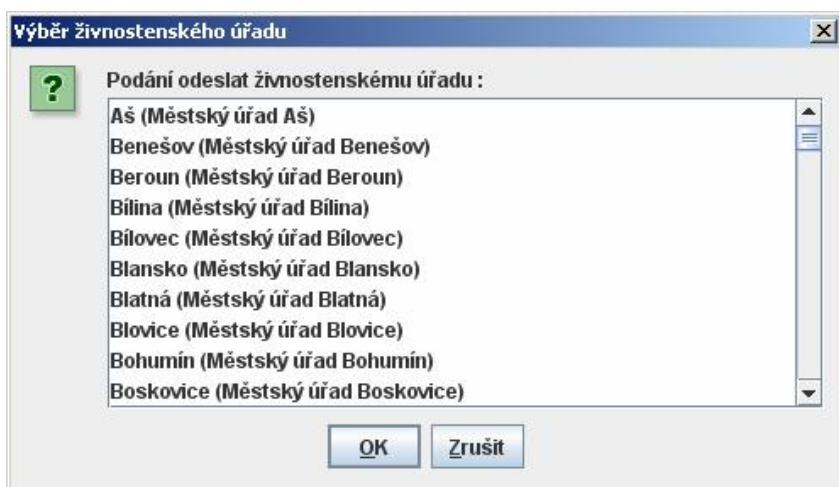 Výběr živnostenského úřadu
Podání odeslat živnostenskému úřadu :
Aš (Městský úřad Aš)
Benešov (Městský úřad Benešov)
Beroun (Městský úřad Beroun)
Bílina (Městský úřad Bílina)
Bílovec (Městský úřad Bílovec)
Blansko (Městský úřad Blansko)
Blatná (Městský úřad Blatná)
Blovice (Městský úřad Blovice)
Bohumín (Městský úřad Bohumín)
Boskovice (Městský úřad Boskovice)
OK Zrušit